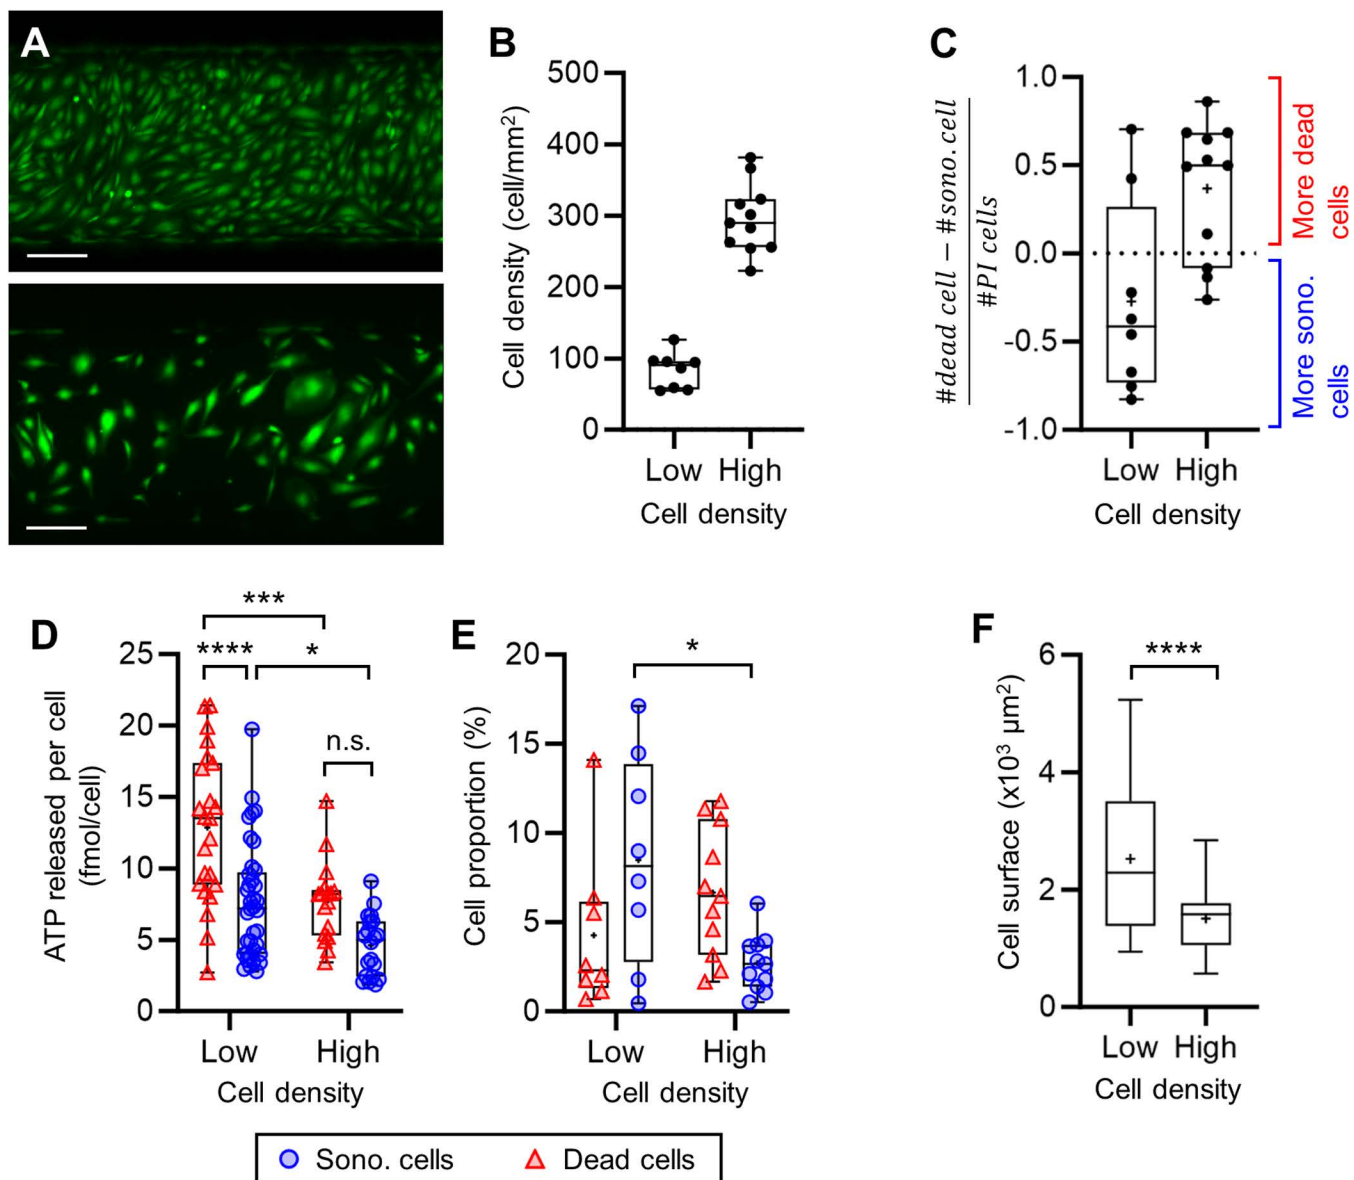 A
B
500
400
300
200
100
0
Cell density (cell/mm²)
Low High
Cell density
C
1.0
0.5
0.0
-0.5
-1.0
#dead cell − #sono.cell
#PI cells
More dead
cells
More sono.
cells
Low High
Cell density
D
***
****
*
n.s.
25
20
15
10
5
0
ATP released per cell
(fmol/cell)
Low High
Cell density
E
*
20
15
10
5
0
Cell proportion (%)
Low High
Cell density
F
****
6
4
2
0
Cell surface (x10³ µm²)
Low High
Cell density
Sono. cells Dead cells